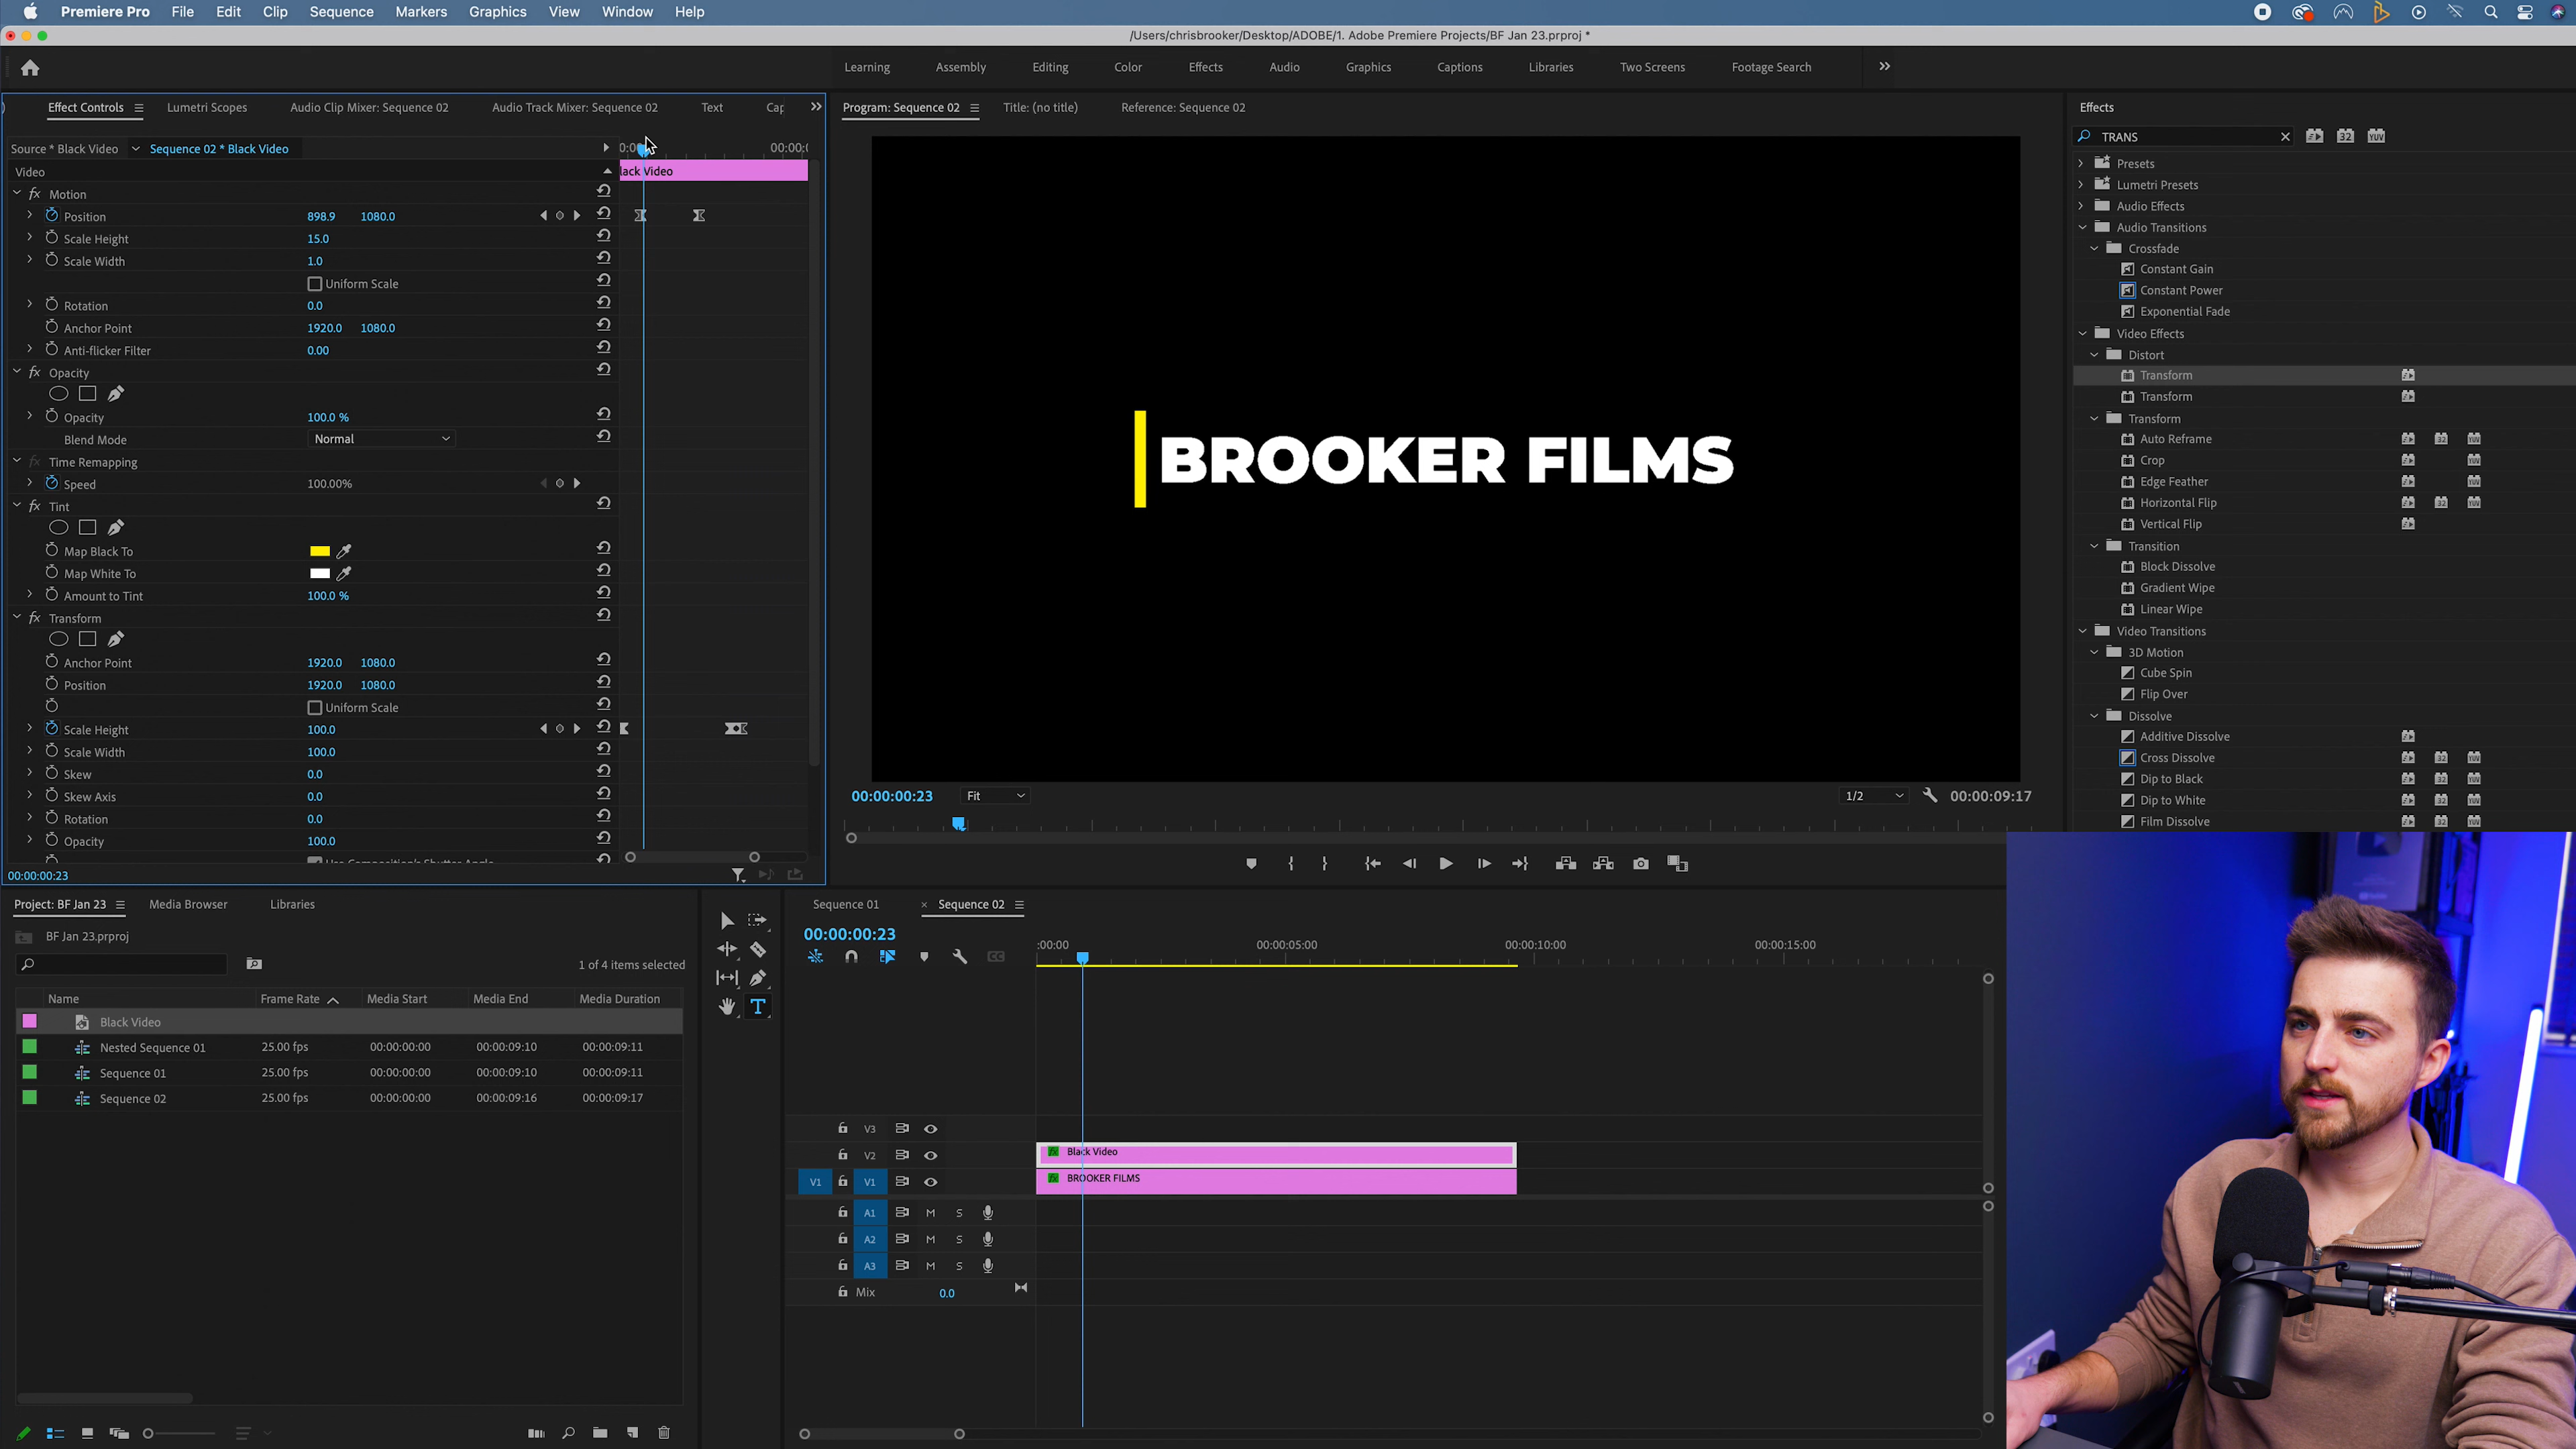 Premiere Pro File Edit Clip Sequence Markers Graphics View Window Help
/Users/chrisbrooker/Desktop/ADOBE/1. Adobe Premiere Projects/BF Jan 23.prproj *
Learning Assembly Editing Color Effects Audio Graphics Captions Libraries Two Screens Footage Search
Effect Controls Lumetri Scopes Audio Clip Mixer: Sequence 02 Audio Track Mixer: Sequence 02 Text Cap
Source * Black Video Sequence 02 * Black Video
00:00:(
Video
lack Video
Motion
Position 898.9 1080.0
Scale Height 15.0
Scale Width 1.0
Uniform Scale
Rotation 0.0
Anchor Point 1920.0 1080.0
Anti-flicker Filter 0.00
Opacity
Opacity 100.0 %
Blend Mode Normal
Time Remapping
Speed 100.00%
Tint
Map Black To
Map White To
Amount to Tint 100.0 %
Transform
Anchor Point 1920.0 1080.0
Position 1920.0 1080.0
Uniform Scale
Scale Height 100.0
Scale Width 100.0
Skew 0.0
Skew Axis 0.0
Rotation 0.0
Opacity 100.0
Use Composition's Shutter Angle
00:00:00:23
Program: Sequence 02 Title: (no title) Reference: Sequence 02
BROOKER FILMS
00:00:00:23 Fit 1/2 00:00:09:17
Effects
TRANS
32 YUV
Presets
Lumetri Presets
Audio Effects
Audio Transitions
Crossfade
Constant Gain
Constant Power
Exponential Fade
Video Effects
Distort
Transform
Transform
Transform
Auto Reframe
Crop
Edge Feather
Horizontal Flip
Vertical Flip
Transition
Block Dissolve
Gradient Wipe
Linear Wipe
Video Transitions
3D Motion
Cube Spin
Flip Over
Dissolve
Additive Dissolve
Cross Dissolve
Dip to Black
Dip to White
Film Dissolve
Project: BF Jan 23 Media Browser Libraries
BF Jan 23.prproj
1 of 4 items selected
Name Frame Rate Media Start Media End Media Duration
Black Video
Nested Sequence 01 25.00 fps 00:00:00:00 00:00:09:10 00:00:09:11
Sequence 01 25.00 fps 00:00:00:00 00:00:09:10 00:00:09:11
Sequence 02 25.00 fps 00:00:00:00 00:00:09:16 00:00:09:17
T
Sequence 01 × Sequence 02
00:00:00:23
:00:00 00:00:05:00 00:00:10:00 00:00:15:00
V3
V2 fx Black Video
V1 V1 fx BROOKER FILMS
A1 M S
A2 M S
A3 M S
Mix 0.0